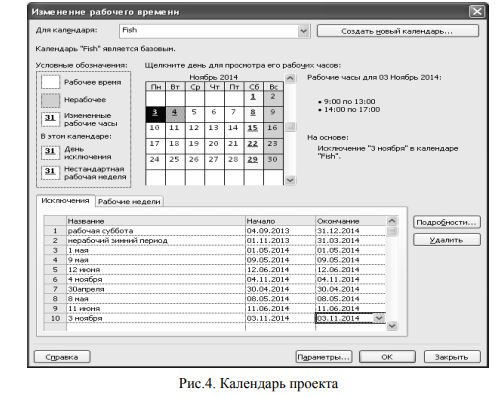 Изменение рабочего времени
Для календаря: Fish Создать новый календарь...
Календарь "Fish" является базовым.
Условные обозначения: Щелкните день для просмотра его рабочих часов:
Рабочее время
Нерабочее
31 Измененные рабочие часы
В этом календаре:
31 День исключения
31 Нестандартная рабочая неделя
Ноябрь 2014
Пн Вт Ср Чт Пт Сб Вс
1 2
3 4 5 6 7 8 9
10 11 12 13 14 15 16
17 18 19 20 21 22 23
24 25 26 27 28 29 30
Рабочие часы для 03 Ноябрь 2014:
• 9:00 по 13:00
• 14:00 по 17:00
На основе:
Исключение "3 ноября" в календаре
"Fish".
Исключения Рабочие недели
Название Начало Окончание
1 рабочая суббота 04.09.2013 31.12.2014
2 нерабочий зимний период 01.11.2013 31.03.2014
3 1 мая 01.05.2014 01.05.2014
4 9 мая 09.05.2014 09.05.2014
5 12 июня 12.06.2014 12.06.2014
6 4 ноября 04.11.2014 04.11.2014
7 30апреля 30.04.2014 30.04.2014
8 8 мая 08.05.2014 08.05.2014
9 11 июня 11.06.2014 11.06.2014
10 3 ноября 03.11.2014 03.11.2014
Подробности...
Удалить
Справка Параметры... ОК Закрыть
Рис.4. Календарь проекта